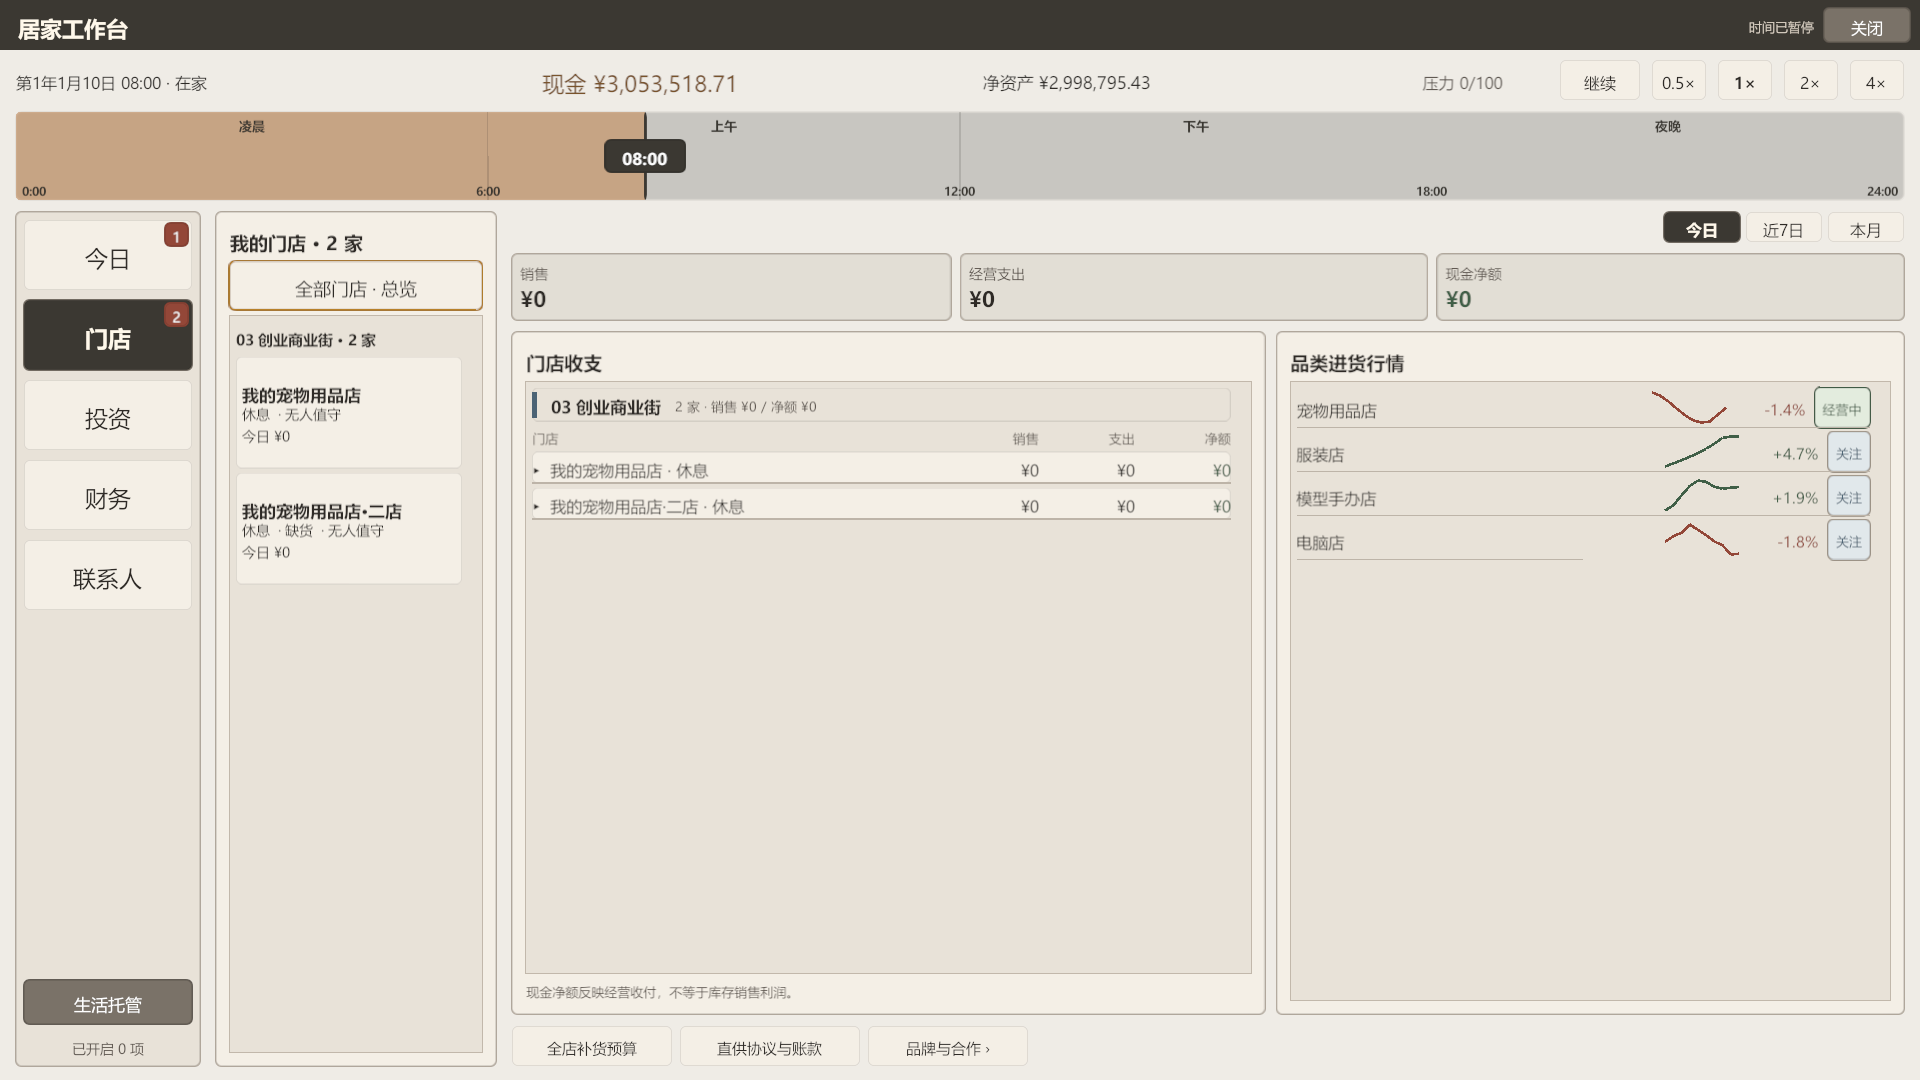 居家工作台
时间已暂停
关闭
第1年1月10日 08:00 · 在家
现金 ¥3,053,518.71
净资产 ¥2,998,795.43
压力 0/100
继续
0.5×
1×
2×
4×
凌晨
上午
下午
夜晚
08:00
0:00
6:00
12:00
18:00
24:00
今日
1
门店
2
投资
财务
联系人
生活托管
已开启 0 项
我的门店 • 2 家
全部门店 · 总览
03 创业商业街 • 2 家
我的宠物用品店
休息 · 无人值守
今日 ¥0
我的宠物用品店•二店
休息 · 缺货 · 无人值守
今日 ¥0
今日
近7日
本月
销售
¥0
经营支出
¥0
现金净额
¥0
门店收支
03 创业商业街 2 家 · 销售 ¥0 / 净额 ¥0
门店 销售 支出 净额
▸ 我的宠物用品店 · 休息 ¥0 ¥0 ¥0
▸ 我的宠物用品店·二店 · 休息 ¥0 ¥0 ¥0
现金净额反映经营收付，不等于库存销售利润。
品类进货行情
宠物用品店 -1.4% 经营中
服装店 +4.7% 关注
模型手办店 +1.9% 关注
电脑店 -1.8% 关注
全店补货预算
直供协议与账款
品牌与合作 ›